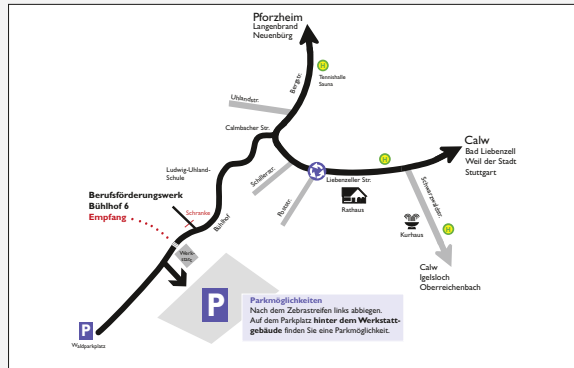 Pforzheim
Langenbrand
Neuenbürg
H
Tennishalle
Sauna
Bergstr.
Uhlandstr.
Calmbacher Str.
Calw
Bad Liebenzell
Weil der Stadt
Stuttgart
H
Liebenzeller Str.
Ludwig-Uhland-
Schule
Schillerstr.
Poststr.
Rathaus
Schwarzwaldstr.
Kurhaus
H
Calw
Igelsloch
Oberreichenbach
Berufsförderungswerk
Bühlhof 6
Empfang
Schranke
Bühlhof
Werk-
statt
P
Parkmöglichkeiten
Nach dem Zebrastreifen links abbiegen.
Auf dem Parkplatz hinter dem Werkstatt-
gebäude finden Sie eine Parkmöglichkeit.
P
Waldparkplatz